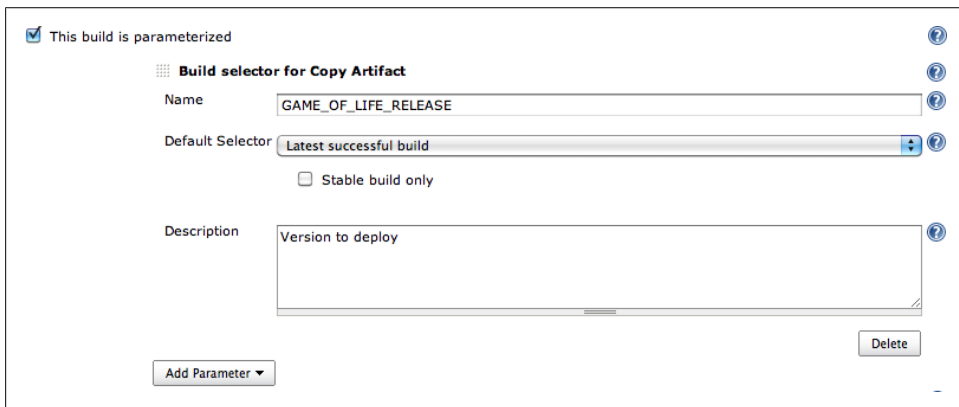 This build is parameterized
Build selector for Copy Artifact
Name
GAME_OF_LIFE_RELEASE
Default Selector
Latest successful build
Stable build only
Description
Version to deploy
Delete
Add Parameter